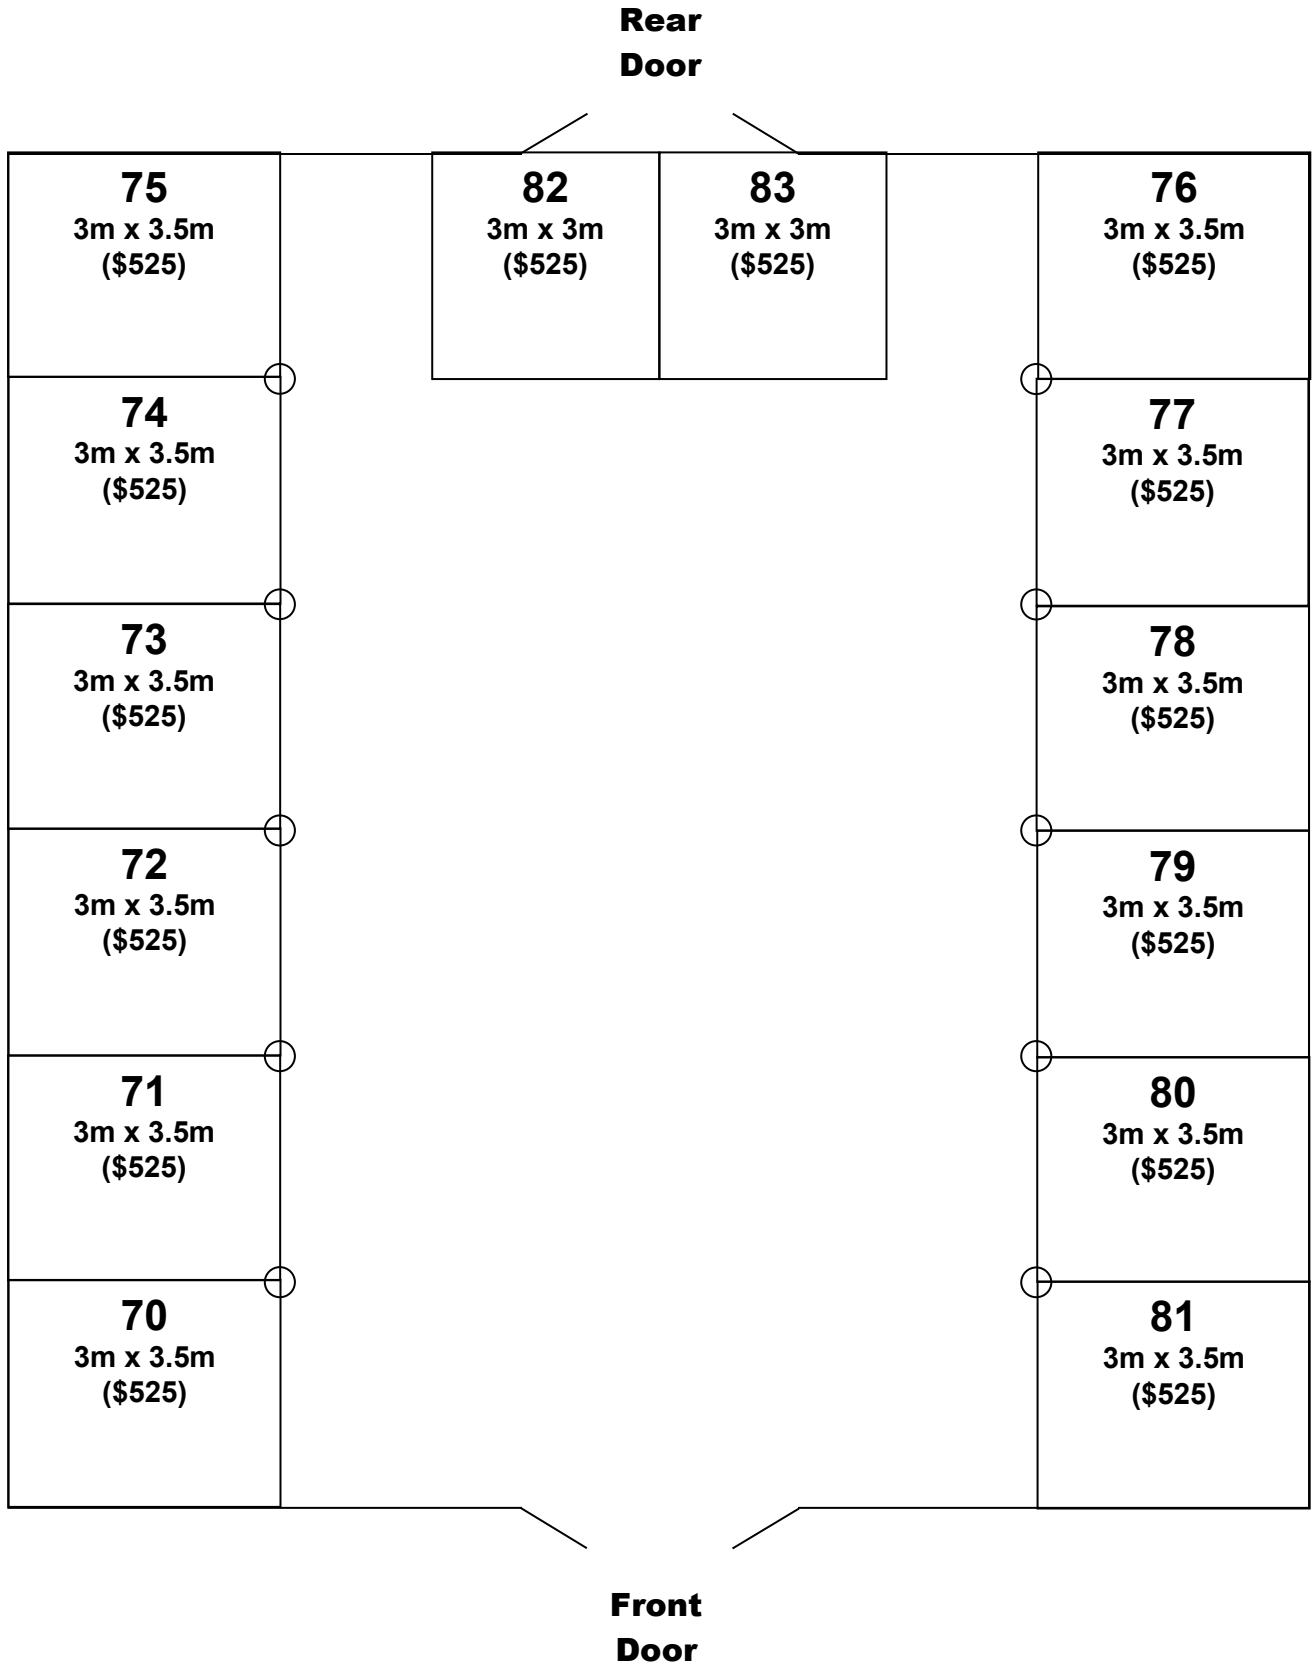 Rear
Door
75
3m x 3.5m
($525)
82
3m x 3m
($525)
83
3m x 3m
($525)
76
3m x 3.5m
($525)
74
3m x 3.5m
($525)
77
3m x 3.5m
($525)
73
3m x 3.5m
($525)
78
3m x 3.5m
($525)
72
3m x 3.5m
($525)
79
3m x 3.5m
($525)
71
3m x 3.5m
($525)
80
3m x 3.5m
($525)
70
3m x 3.5m
($525)
81
3m x 3.5m
($525)
Front
Door